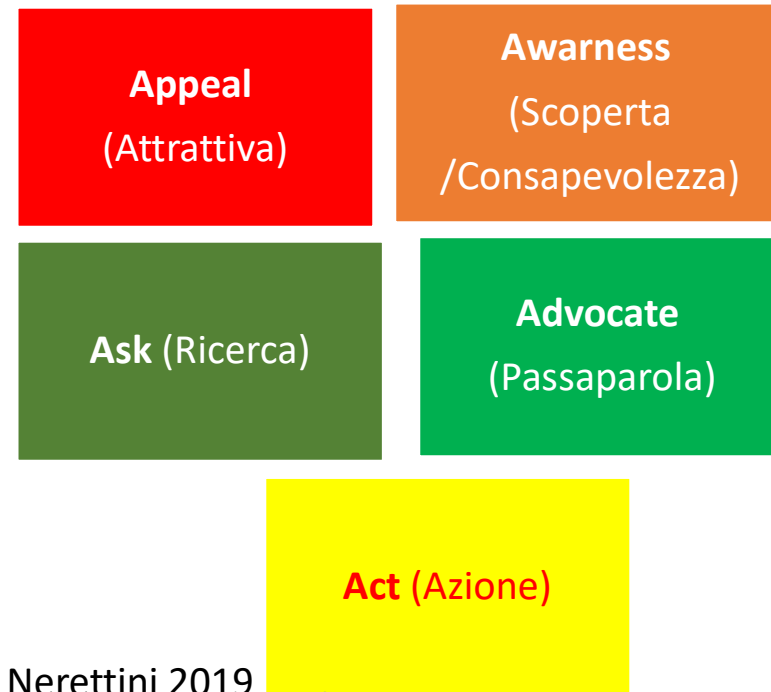 Appeal
(Attrattiva)
Awarness
(Scoperta
/Consapevolezza)
Ask (Ricerca)
Advocate
(Passaparola)
Act (Azione)
Nerettini 2019